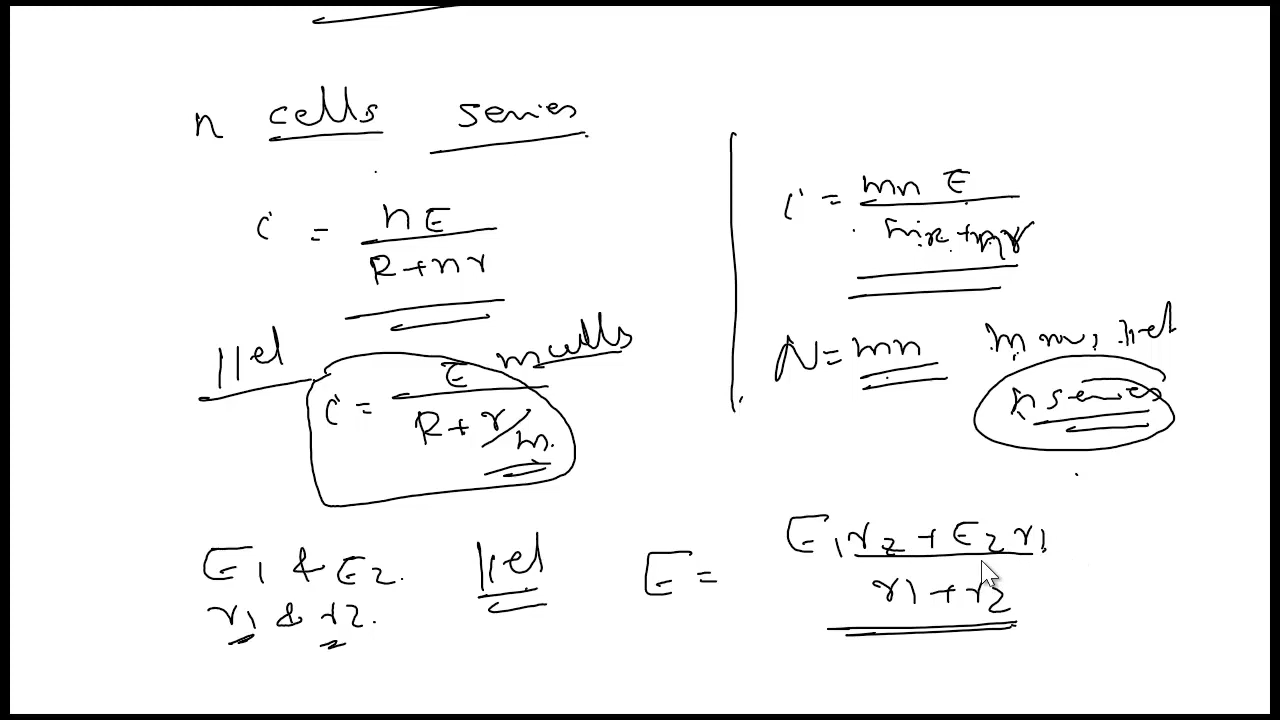 n cells series
i = nE / R + nr
||el m cells
i = E / R + r/m
i = mn E / mR + nr
N = mn m rows ||el
n series
E1 & E2. ||el E = E1r2 + E2r1 / r1 + r2
r1 & r2.